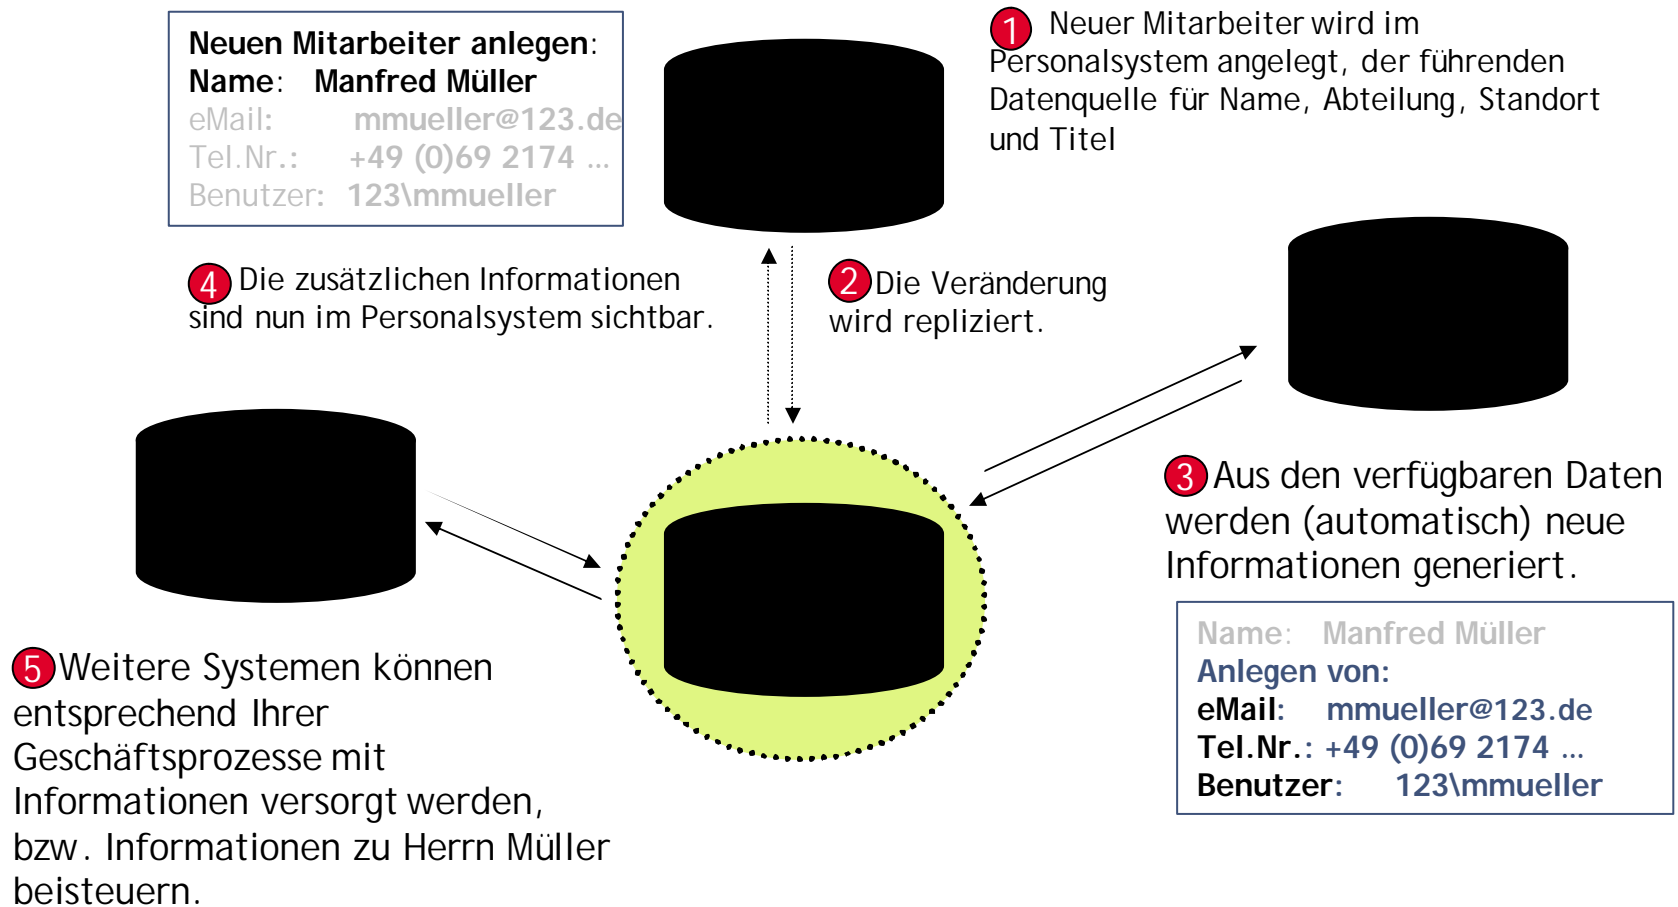 Neuen Mitarbeiter anlegen:
Name: Manfred Müller
eMail: mmueller@123.de
Tel.Nr.: +49 (0)69 2174 ...
Benutzer: 123\mmueller
1 Neuer Mitarbeiter wird im
Personalsystem angelegt, der führenden
Datenquelle für Name, Abteilung, Standort
und Titel
4 Die zusätzlichen Informationen
sind nun im Personalsystem sichtbar.
2 Die Veränderung
wird repliziert.
3 Aus den verfügbaren Daten
werden (automatisch) neue
Informationen generiert.
Name: Manfred Müller
Anlegen von:
eMail: mmueller@123.de
Tel.Nr.: +49 (0)69 2174 ...
Benutzer: 123\mmueller
5 Weitere Systemen können
entsprechend Ihrer
Geschäftsprozesse mit
Informationen versorgt werden,
bzw. Informationen zu Herrn Müller
beisteuern.